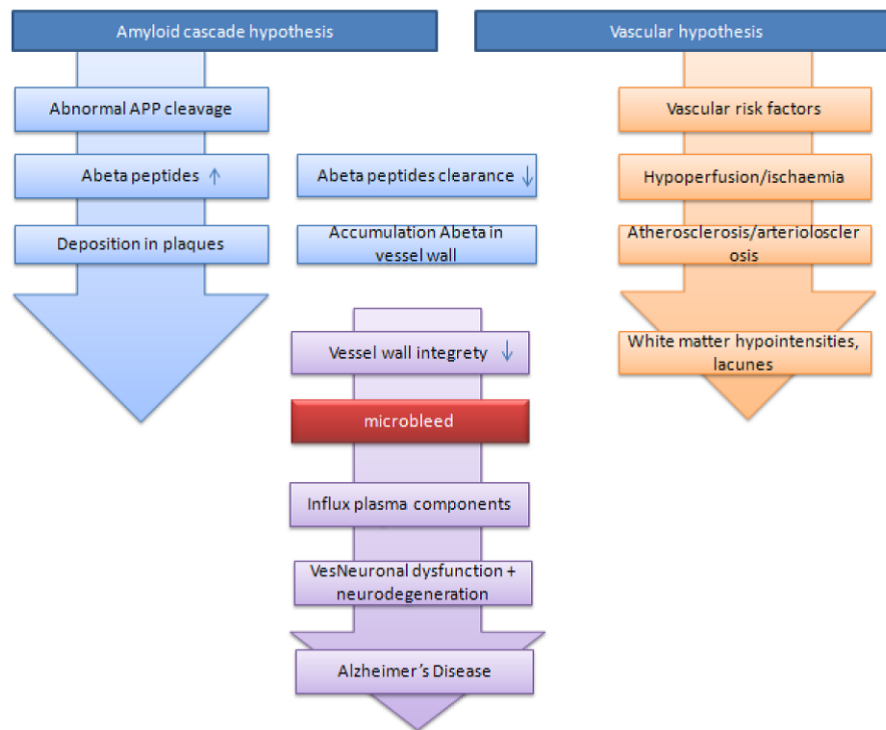 Amyloid cascade hypothesis
Vascular hypothesis
Abnormal APP cleavage
Vascular risk factors
Abeta peptides ↑
Abeta peptides clearance ↓
Hypoperfusion/ischaemia
Deposition in plaques
Accumulation Abeta in
vessel wall
Atherosclerosis/arterioloscler
osis
Vessel wall integrety ↓
White matter hypointensities,
lacunes
microbleed
Influx plasma components
VesNeuronal dysfunction +
neurodegeneration
Alzheimer’s Disease